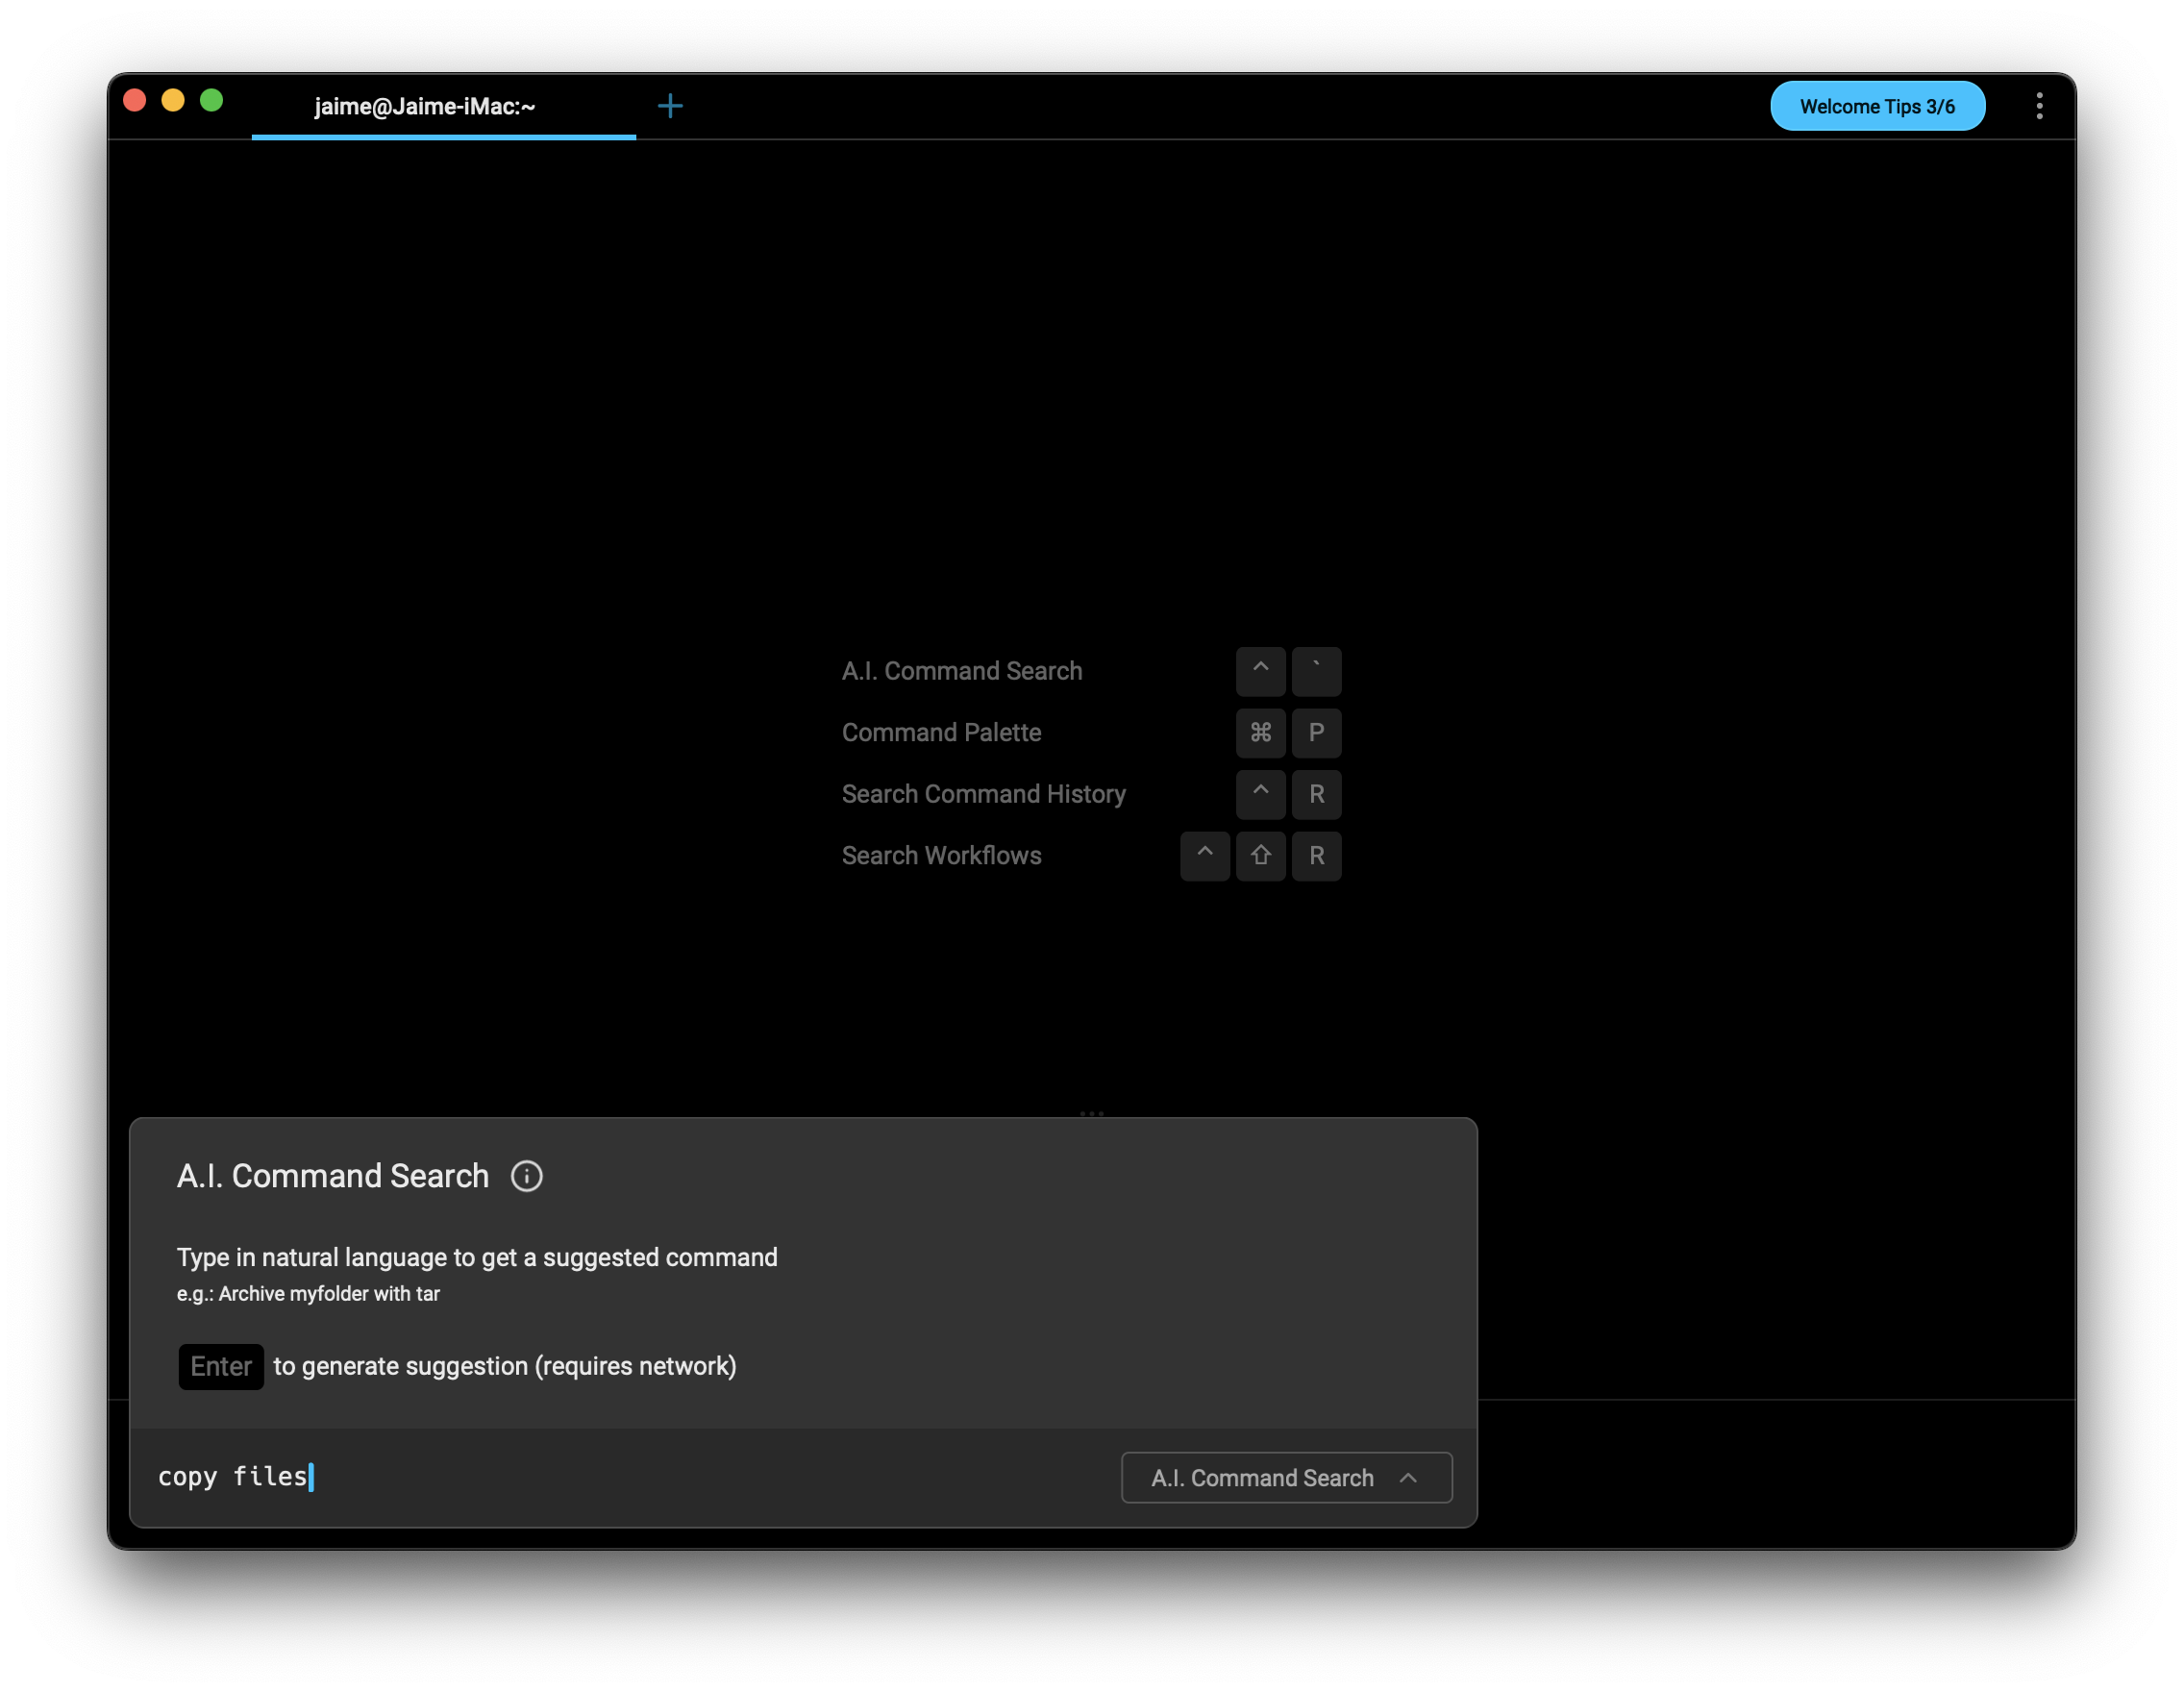 jaime@Jaime-iMac:~ +
Welcome Tips 3/6
A.I. Command Search ^ `
Command Palette ⌘ P
Search Command History ^ R
Search Workflows ^ ⇧ R
A.I. Command Search
Type in natural language to get a suggested command
e.g.: Archive myfolder with tar
Enter to generate suggestion (requires network)
copy files
A.I. Command Search